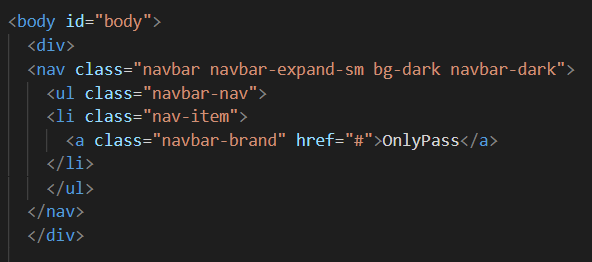 <body id="body">
<div>
<nav class="navbar navbar-expand-sm bg-dark navbar-dark">
<ul class="navbar-nav">
<li class="nav-item">
<a class="navbar-brand" href="#">OnlyPass</a>
</li>
</ul>
</nav>
</div>